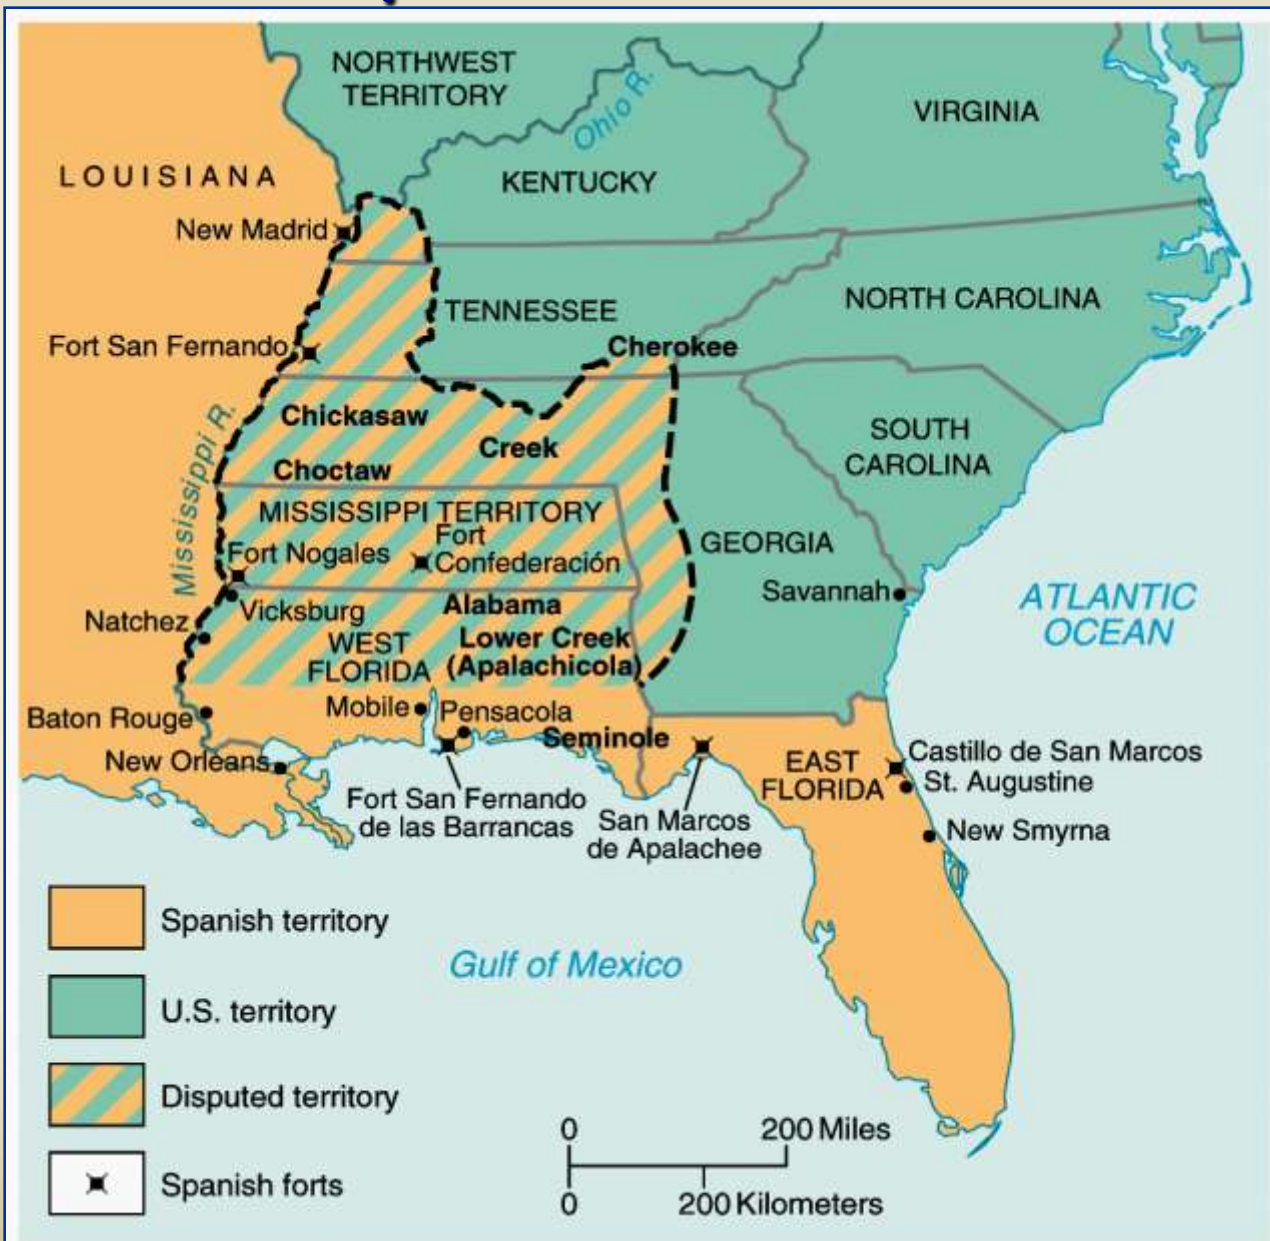 NORTHWEST
TERRITORY
Ohio R.
VIRGINIA
LOUISIANA
KENTUCKY
New Madrid
TENNESSEE
NORTH CAROLINA
Fort San Fernando
Cherokee
Mississippi R.
Chickasaw
Creek
Choctaw
SOUTH
CAROLINA
MISSISSIPPI TERRITORY
Fort Nogales
Fort
Confederación
GEORGIA
Savannah
ATLANTIC
OCEAN
Natchez
Vicksburg
Alabama
WEST
FLORIDA
Lower Creek
(Apalachicola)
Baton Rouge
Mobile
Pensacola
Seminole
New Orleans
EAST
FLORIDA
Castillo de San Marcos
St. Augustine
Fort San Fernando
de las Barrancas
San Marcos
de Apalachee
New Smyrna
Spanish territory
Gulf of Mexico
U.S. territory
Disputed territory
0 200 Miles
0 200 Kilometers
Spanish forts